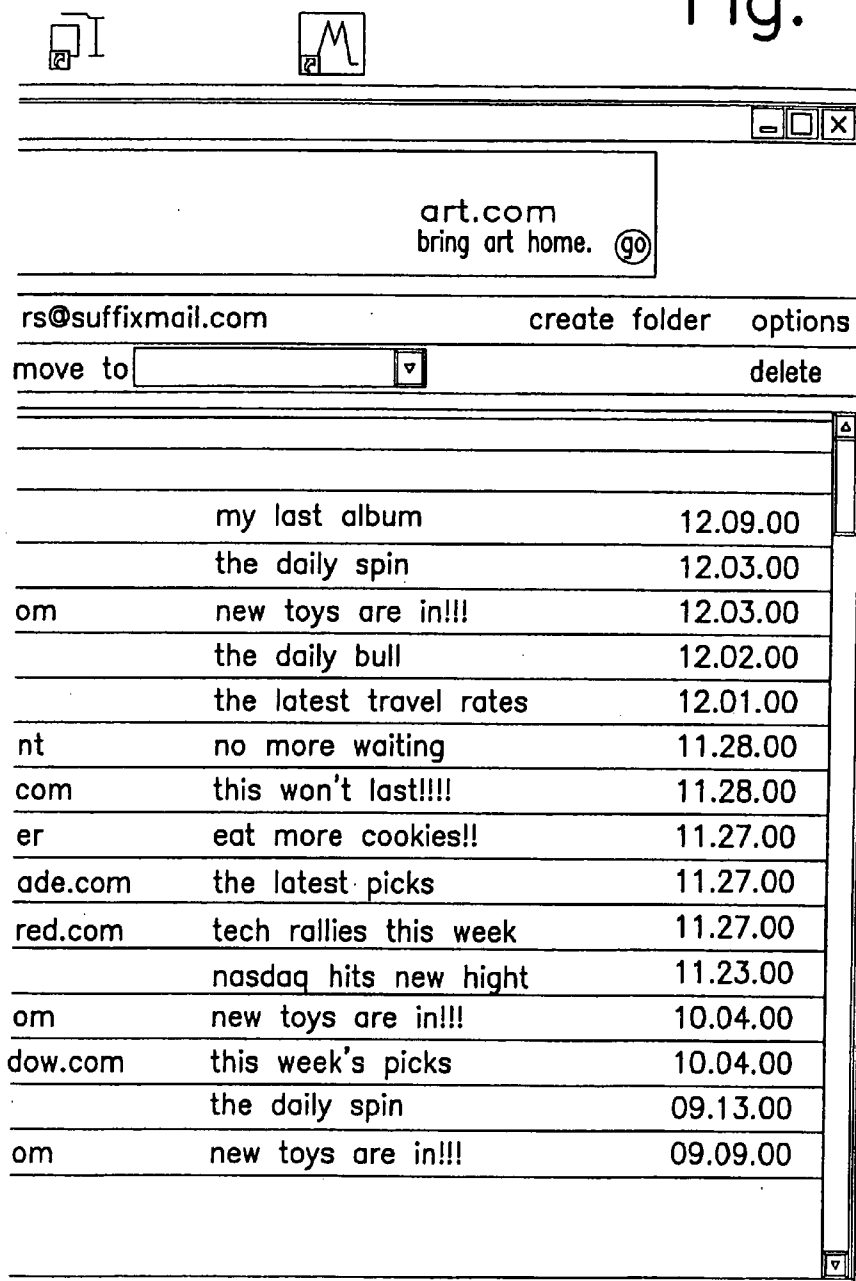 Fig.
art.com
bring art home. go
rs@suffixmail.com create folder options
move to delete
my last album 12.09.00
the daily spin 12.03.00
om new toys are in!!! 12.03.00
the daily bull 12.02.00
the latest travel rates 12.01.00
nt no more waiting 11.28.00
com this won't last!!!! 11.28.00
er eat more cookies!! 11.27.00
ade.com the latest picks 11.27.00
red.com tech rallies this week 11.27.00
nasdaq hits new hight 11.23.00
om new toys are in!!! 10.04.00
dow.com this week's picks 10.04.00
the daily spin 09.13.00
om new toys are in!!! 09.09.00